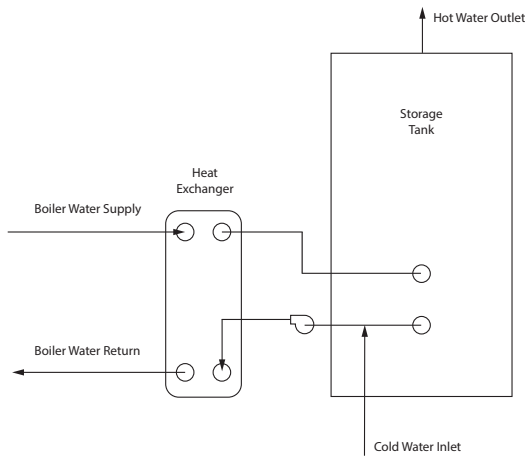 Hot Water Outlet
Storage
Tank
Heat
Exchanger
Boiler Water Supply
Boiler Water Return
Cold Water Inlet